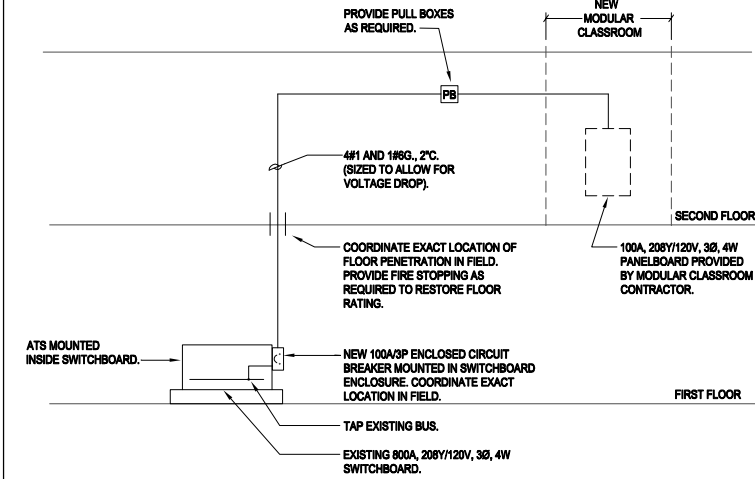 PROVIDE PULL BOXES
AS REQUIRED.
NEW
MODULAR
CLASSROOM
PB
4#1 AND 1#6G., 2"C.
(SIZED TO ALLOW FOR
VOLTAGE DROP).
SECOND FLOOR
COORDINATE EXACT LOCATION OF
FLOOR PENETRATION IN FIELD.
PROVIDE FIRE STOPPING AS
REQUIRED TO RESTORE FLOOR
RATING.
100A, 208Y/120V, 3Ø, 4W
PANELBOARD PROVIDED
BY MODULAR CLASSROOM
CONTRACTOR.
ATS MOUNTED
INSIDE SWITCHBOARD.
NEW 100A/3P ENCLOSED CIRCUIT
BREAKER MOUNTED IN SWITCHBOARD
ENCLOSURE. COORDINATE EXACT
LOCATION IN FIELD.
FIRST FLOOR
TAP EXISTING BUS.
EXISTING 800A, 208Y/120V, 3Ø, 4W
SWITCHBOARD.